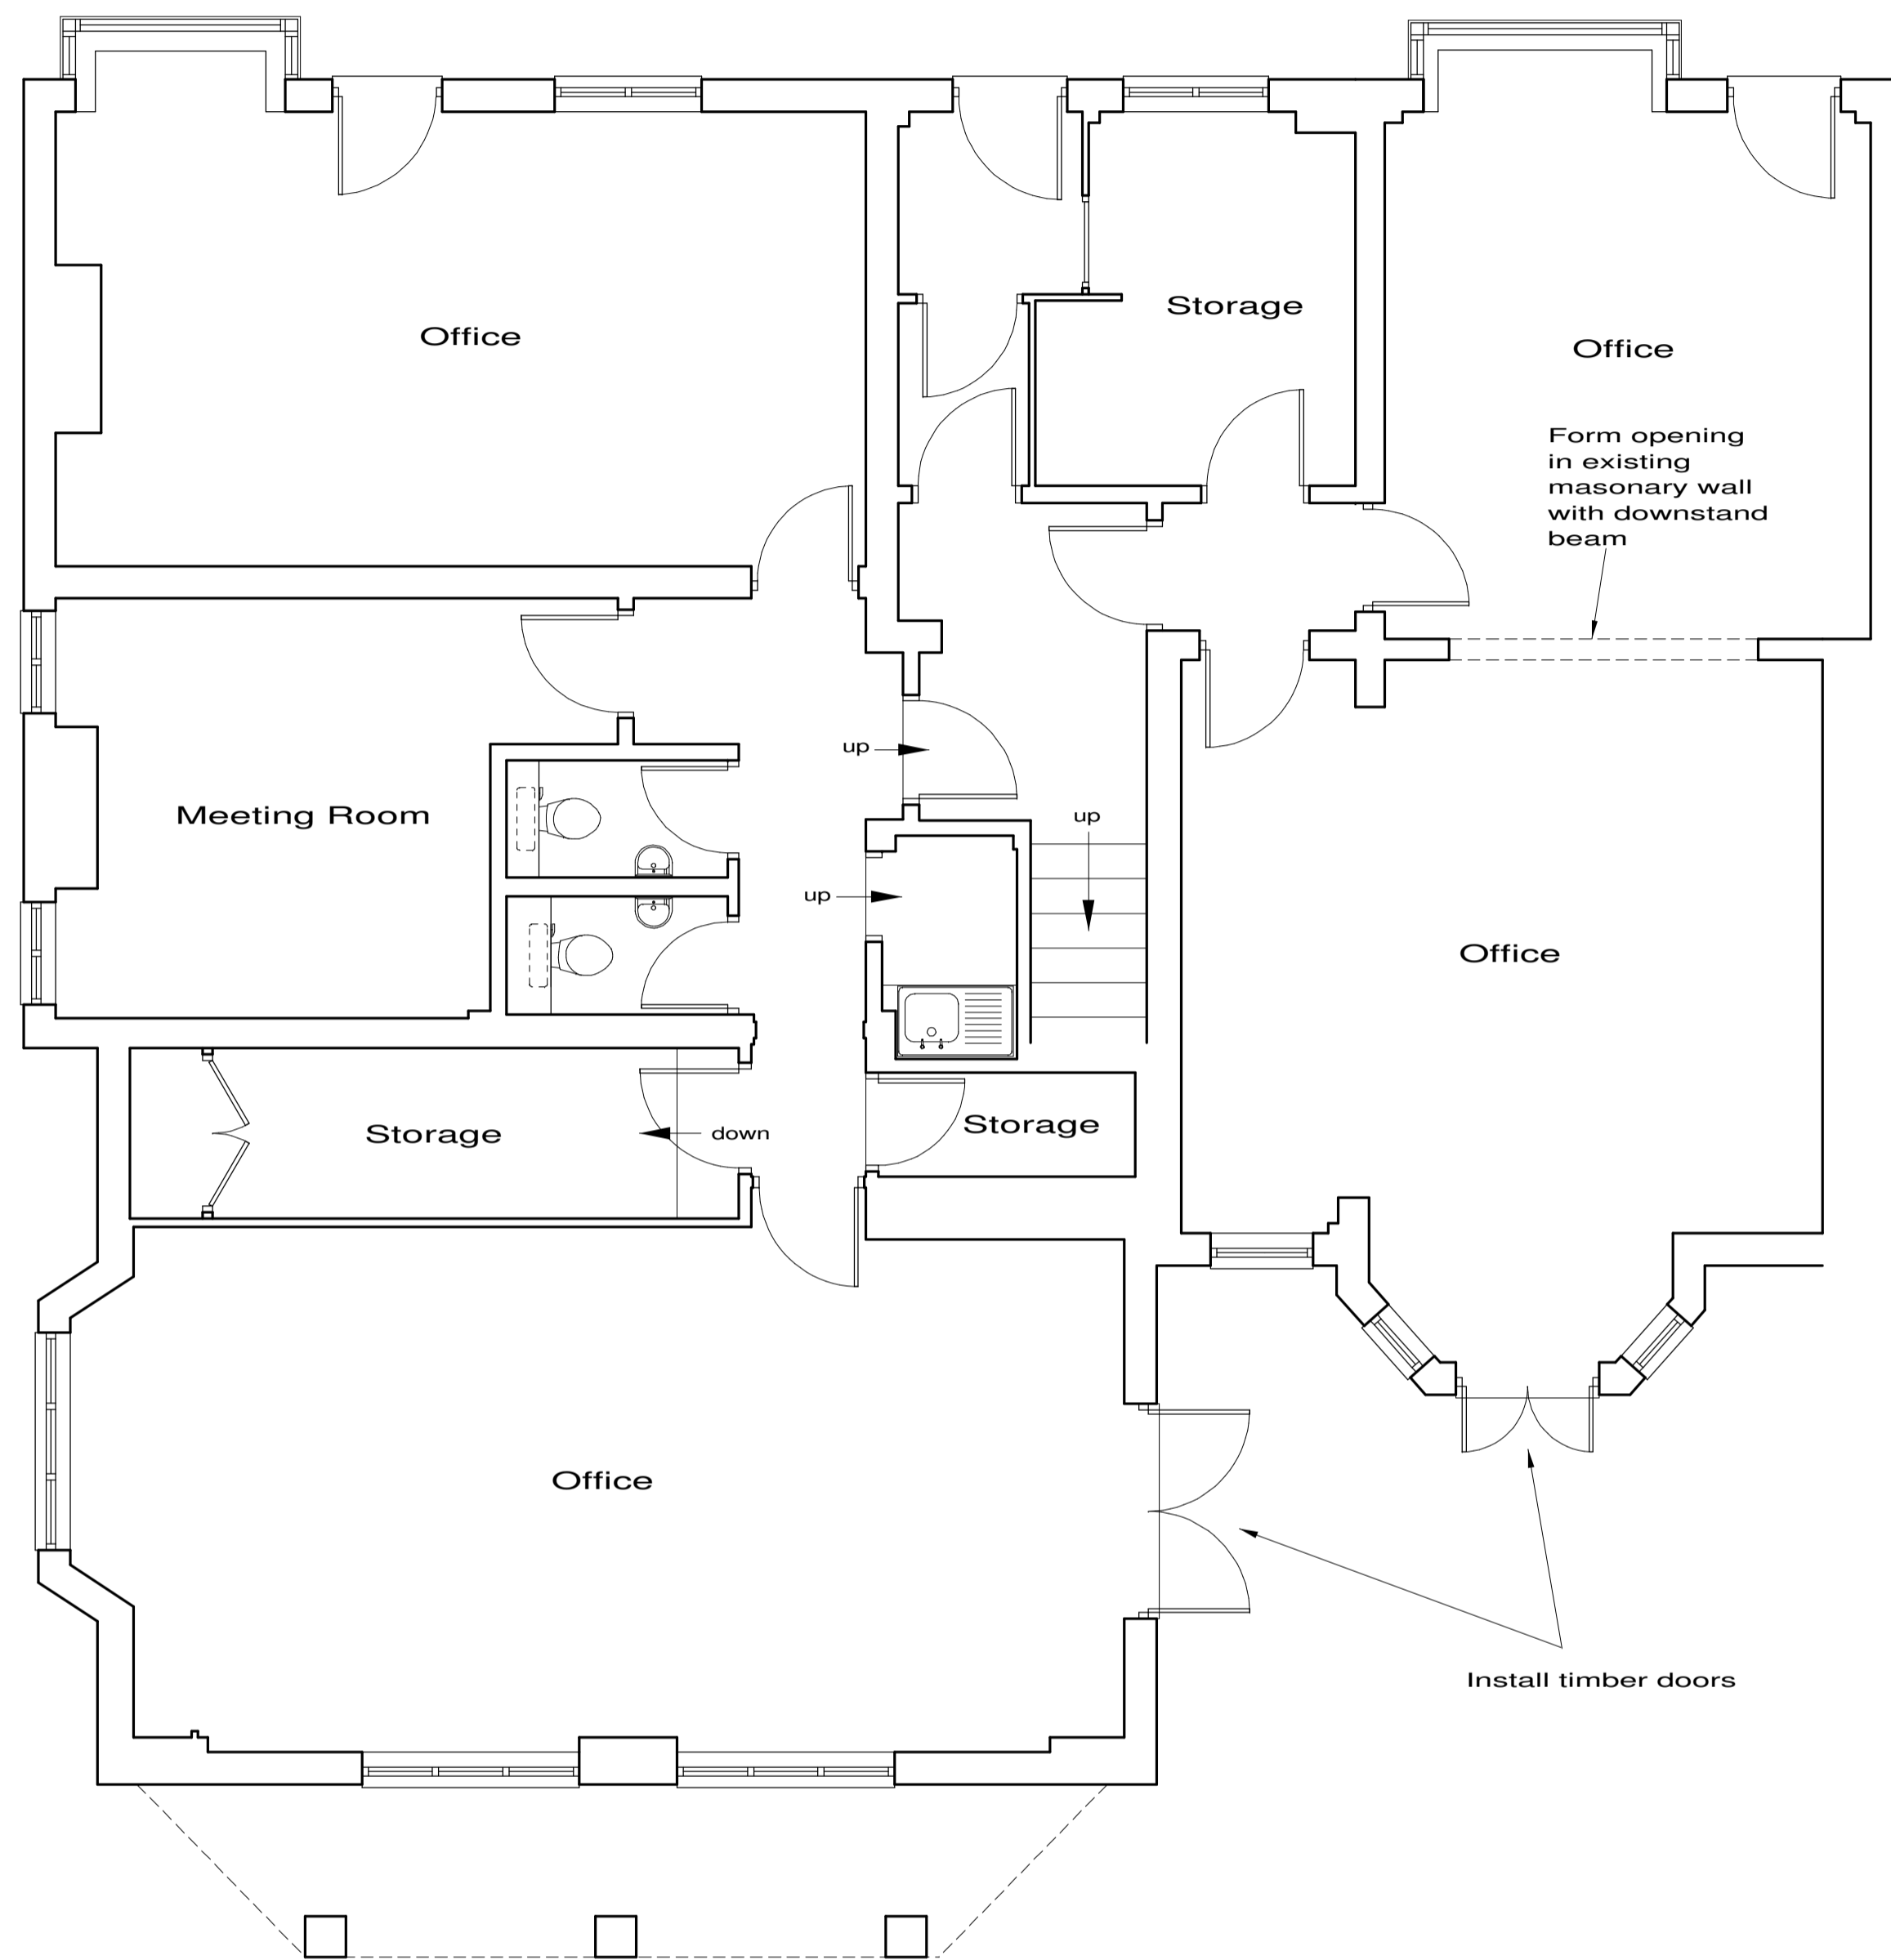 Office
Storage
Office
Form opening
in existing
masonary wall
with downstand
beam
up
Meeting Room
up
up
Office
Storage
down
Storage
Office
Install timber doors